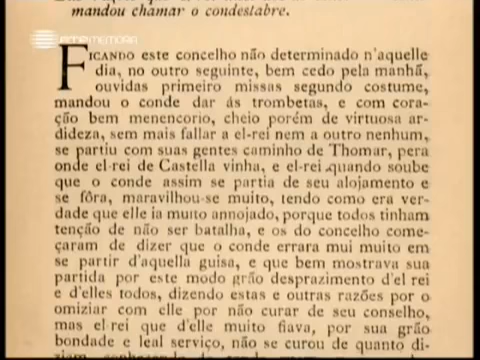 mandou chamar o condestabre.
RTP MEMÓRIA
FICANDO este concelho não determinado n'aquelle
dia, no outro seguinte, bem cedo pela manhã,
ouvidas primeiro missas segundo costume,
mandou o conde dar ás trombetas, e com cora-
ção bem menencorio, cheio porém de virtuosa ar-
dideza, sem mais fallar a el-rei nem a outro nenhum,
se partiu com suas gentes caminho de Thomar, pera
onde el-rei de Castella vinha, e el-rei quando soube
que o conde assim se partia de seu alojamento e
se fôra, maravilhou-se muito, tendo como era ver-
dade que elle ia muito annojado, porque todos tinham
tenção de não ser batalha, e os do concelho come-
çaram de dizer que o conde errara mui muito em
se partir d'aquella guisa, e que bem mostrava sua
partida por este modo grão desprazimento d'el rei
e d'elles todos, dizendo estas e outras razões por o
omiziar com elle por não curar de seu conselho,
mas el-rei que d'elle muito fiava, por sua grão
bondade e leal serviço, não se curou de quanto di-